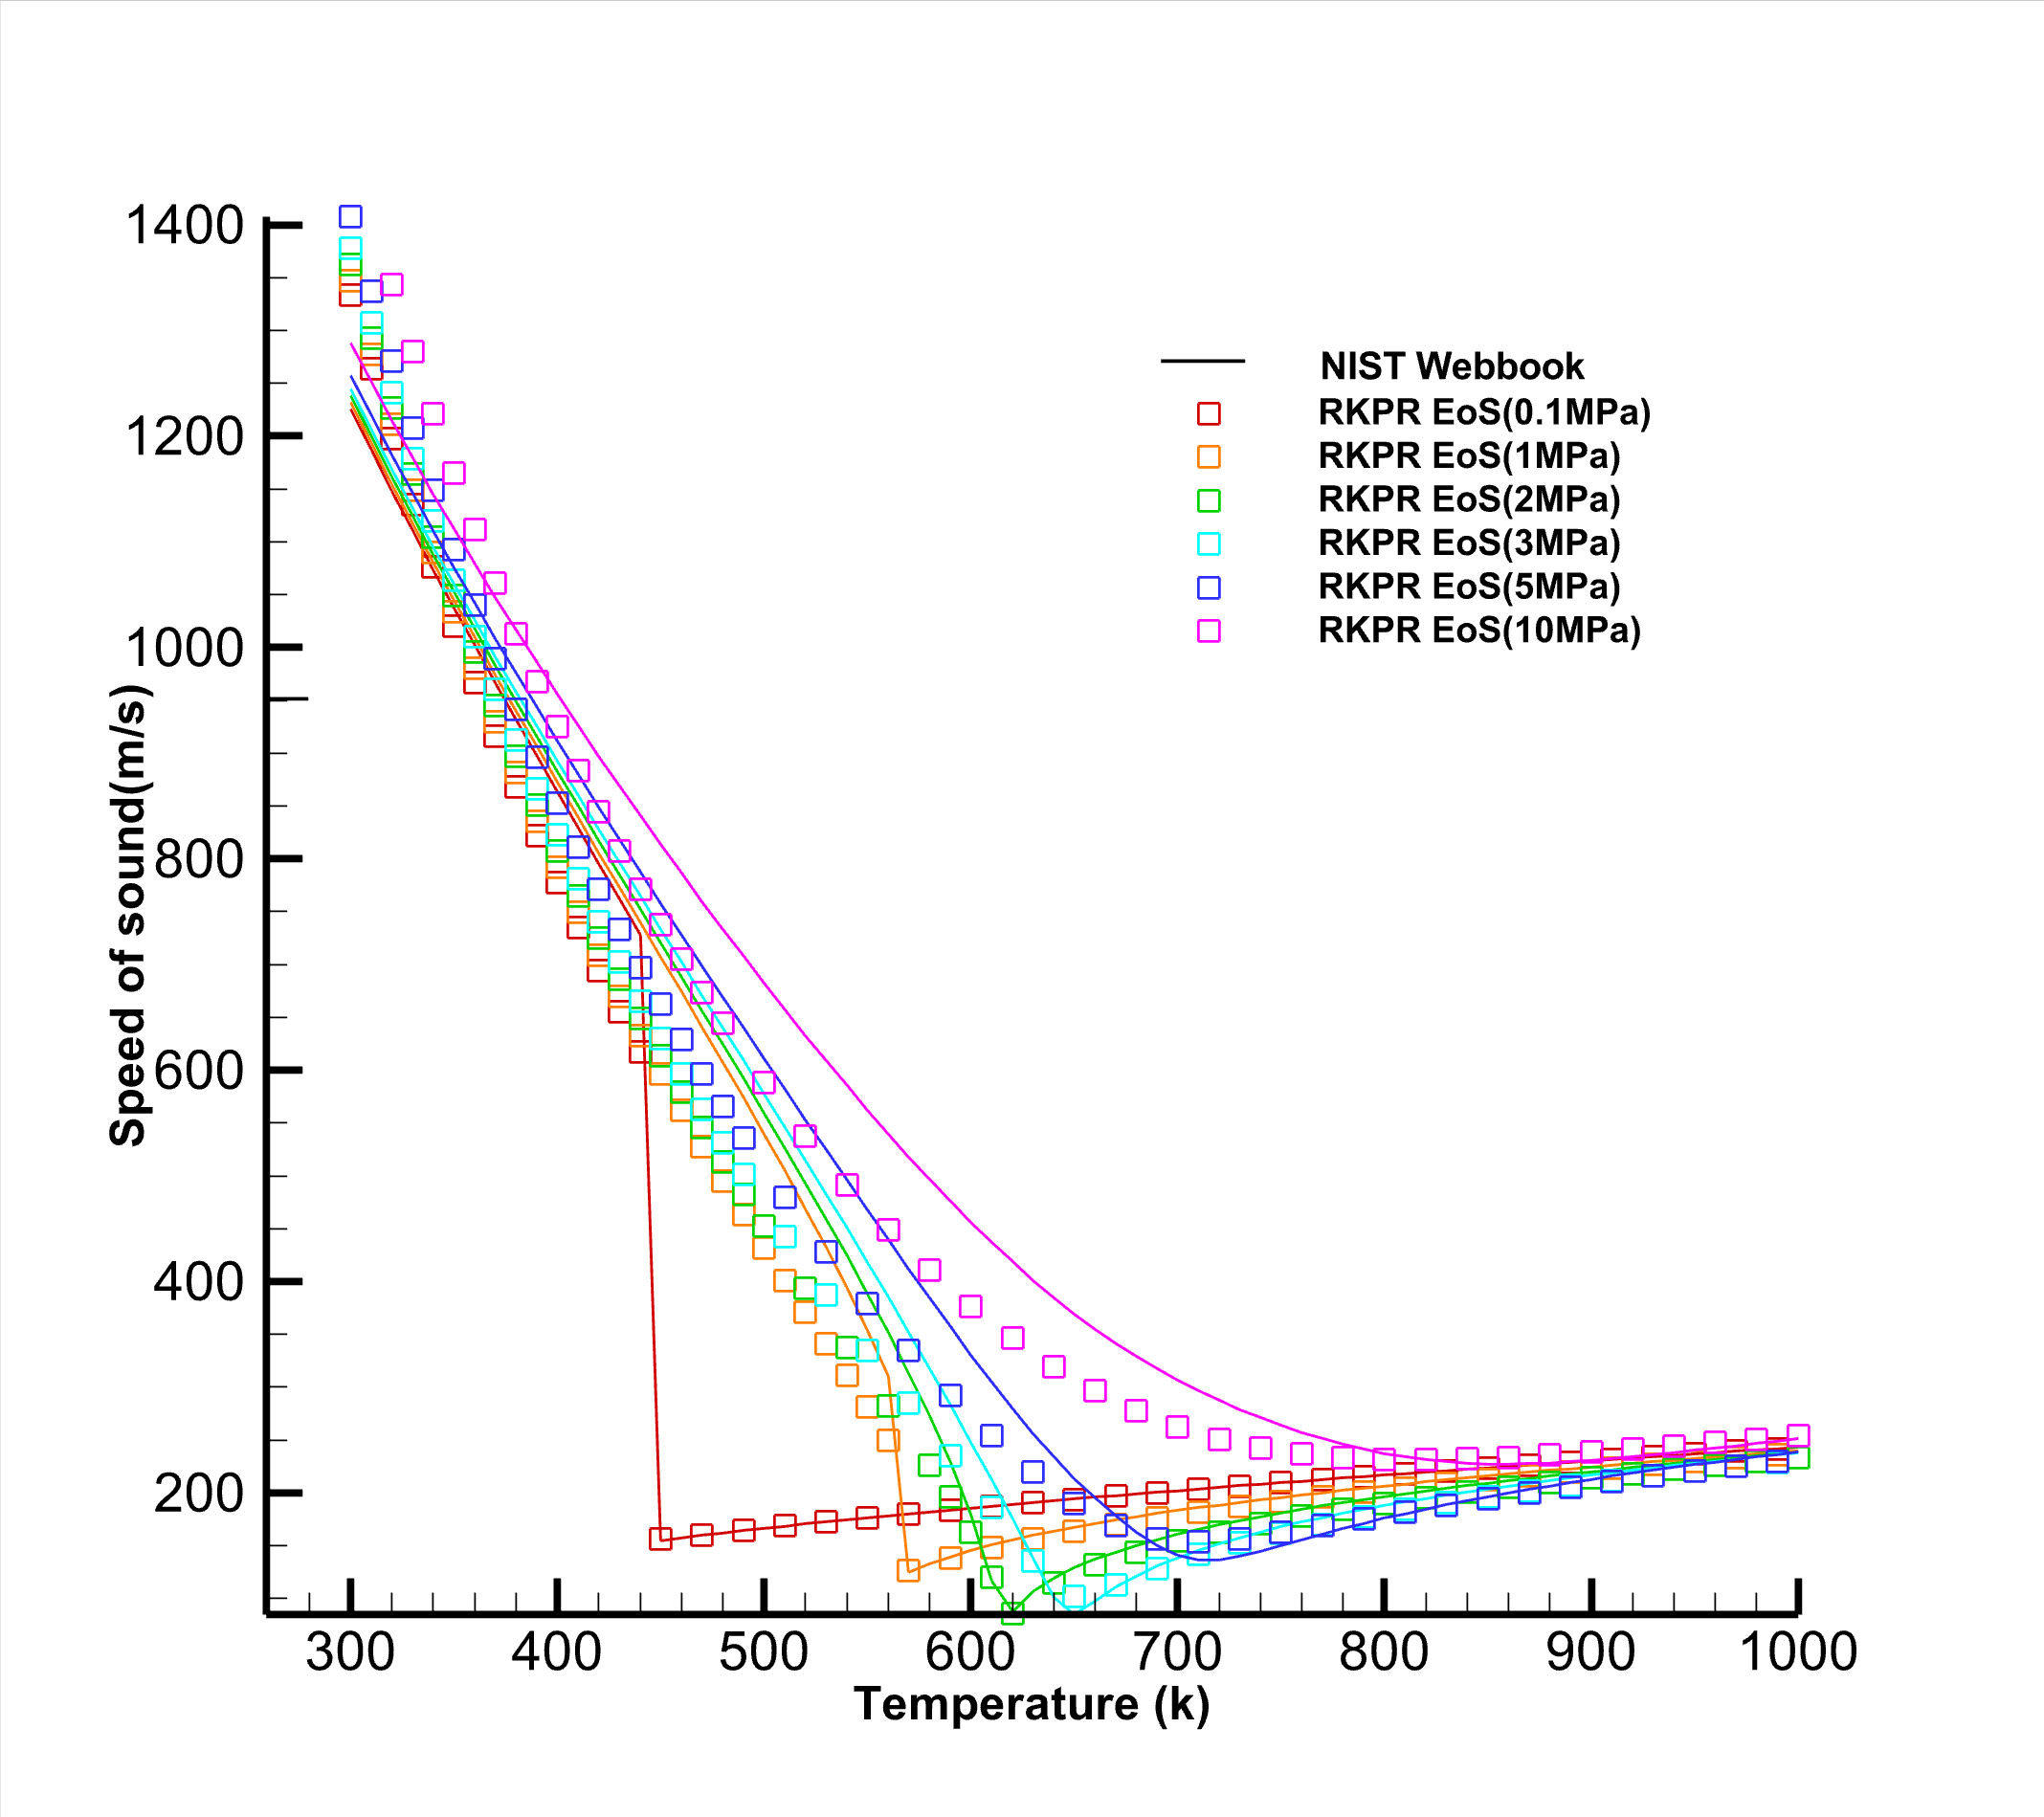 1400
1200
1000
800
600
400
200
Speed of sound(m/s)
NIST Webbook
RKPR EoS(0.1MPa)
RKPR EoS(1MPa)
RKPR EoS(2MPa)
RKPR EoS(3MPa)
RKPR EoS(5MPa)
RKPR EoS(10MPa)
300 400 500 600 700 800 900 1000
Temperature (k)